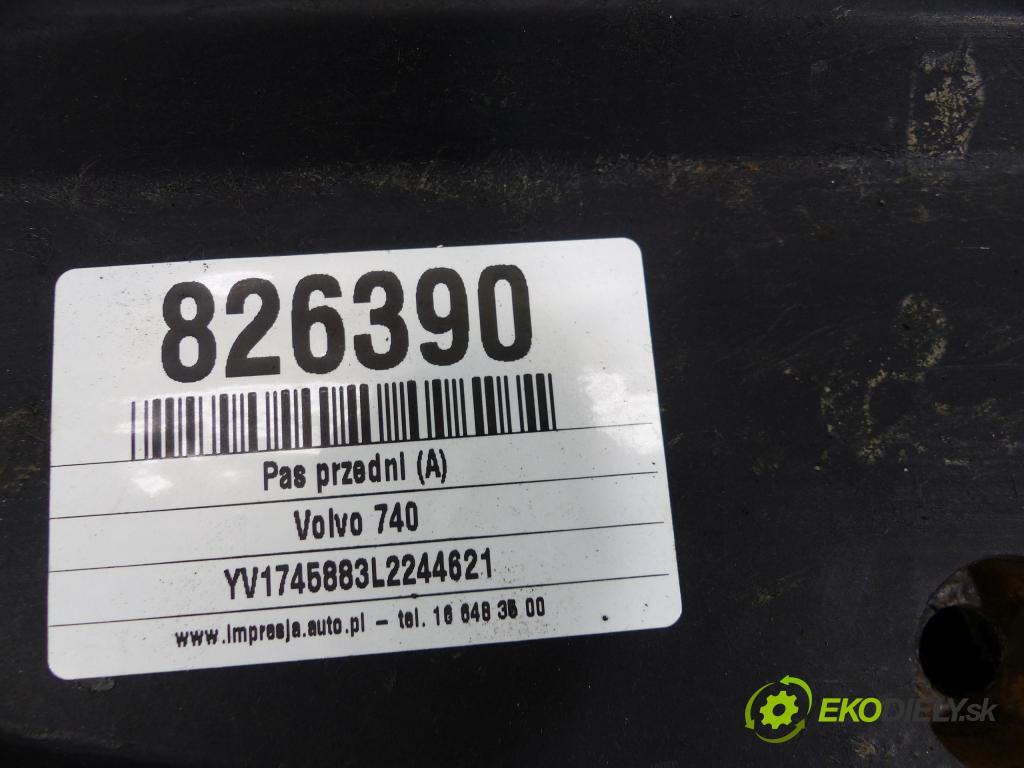 826390
Pas przedni (A)
Volvo 740
YV1745883L2244621
www.impresja.auto.pl – tel. 16 648 35 00
EKODIELY.sk